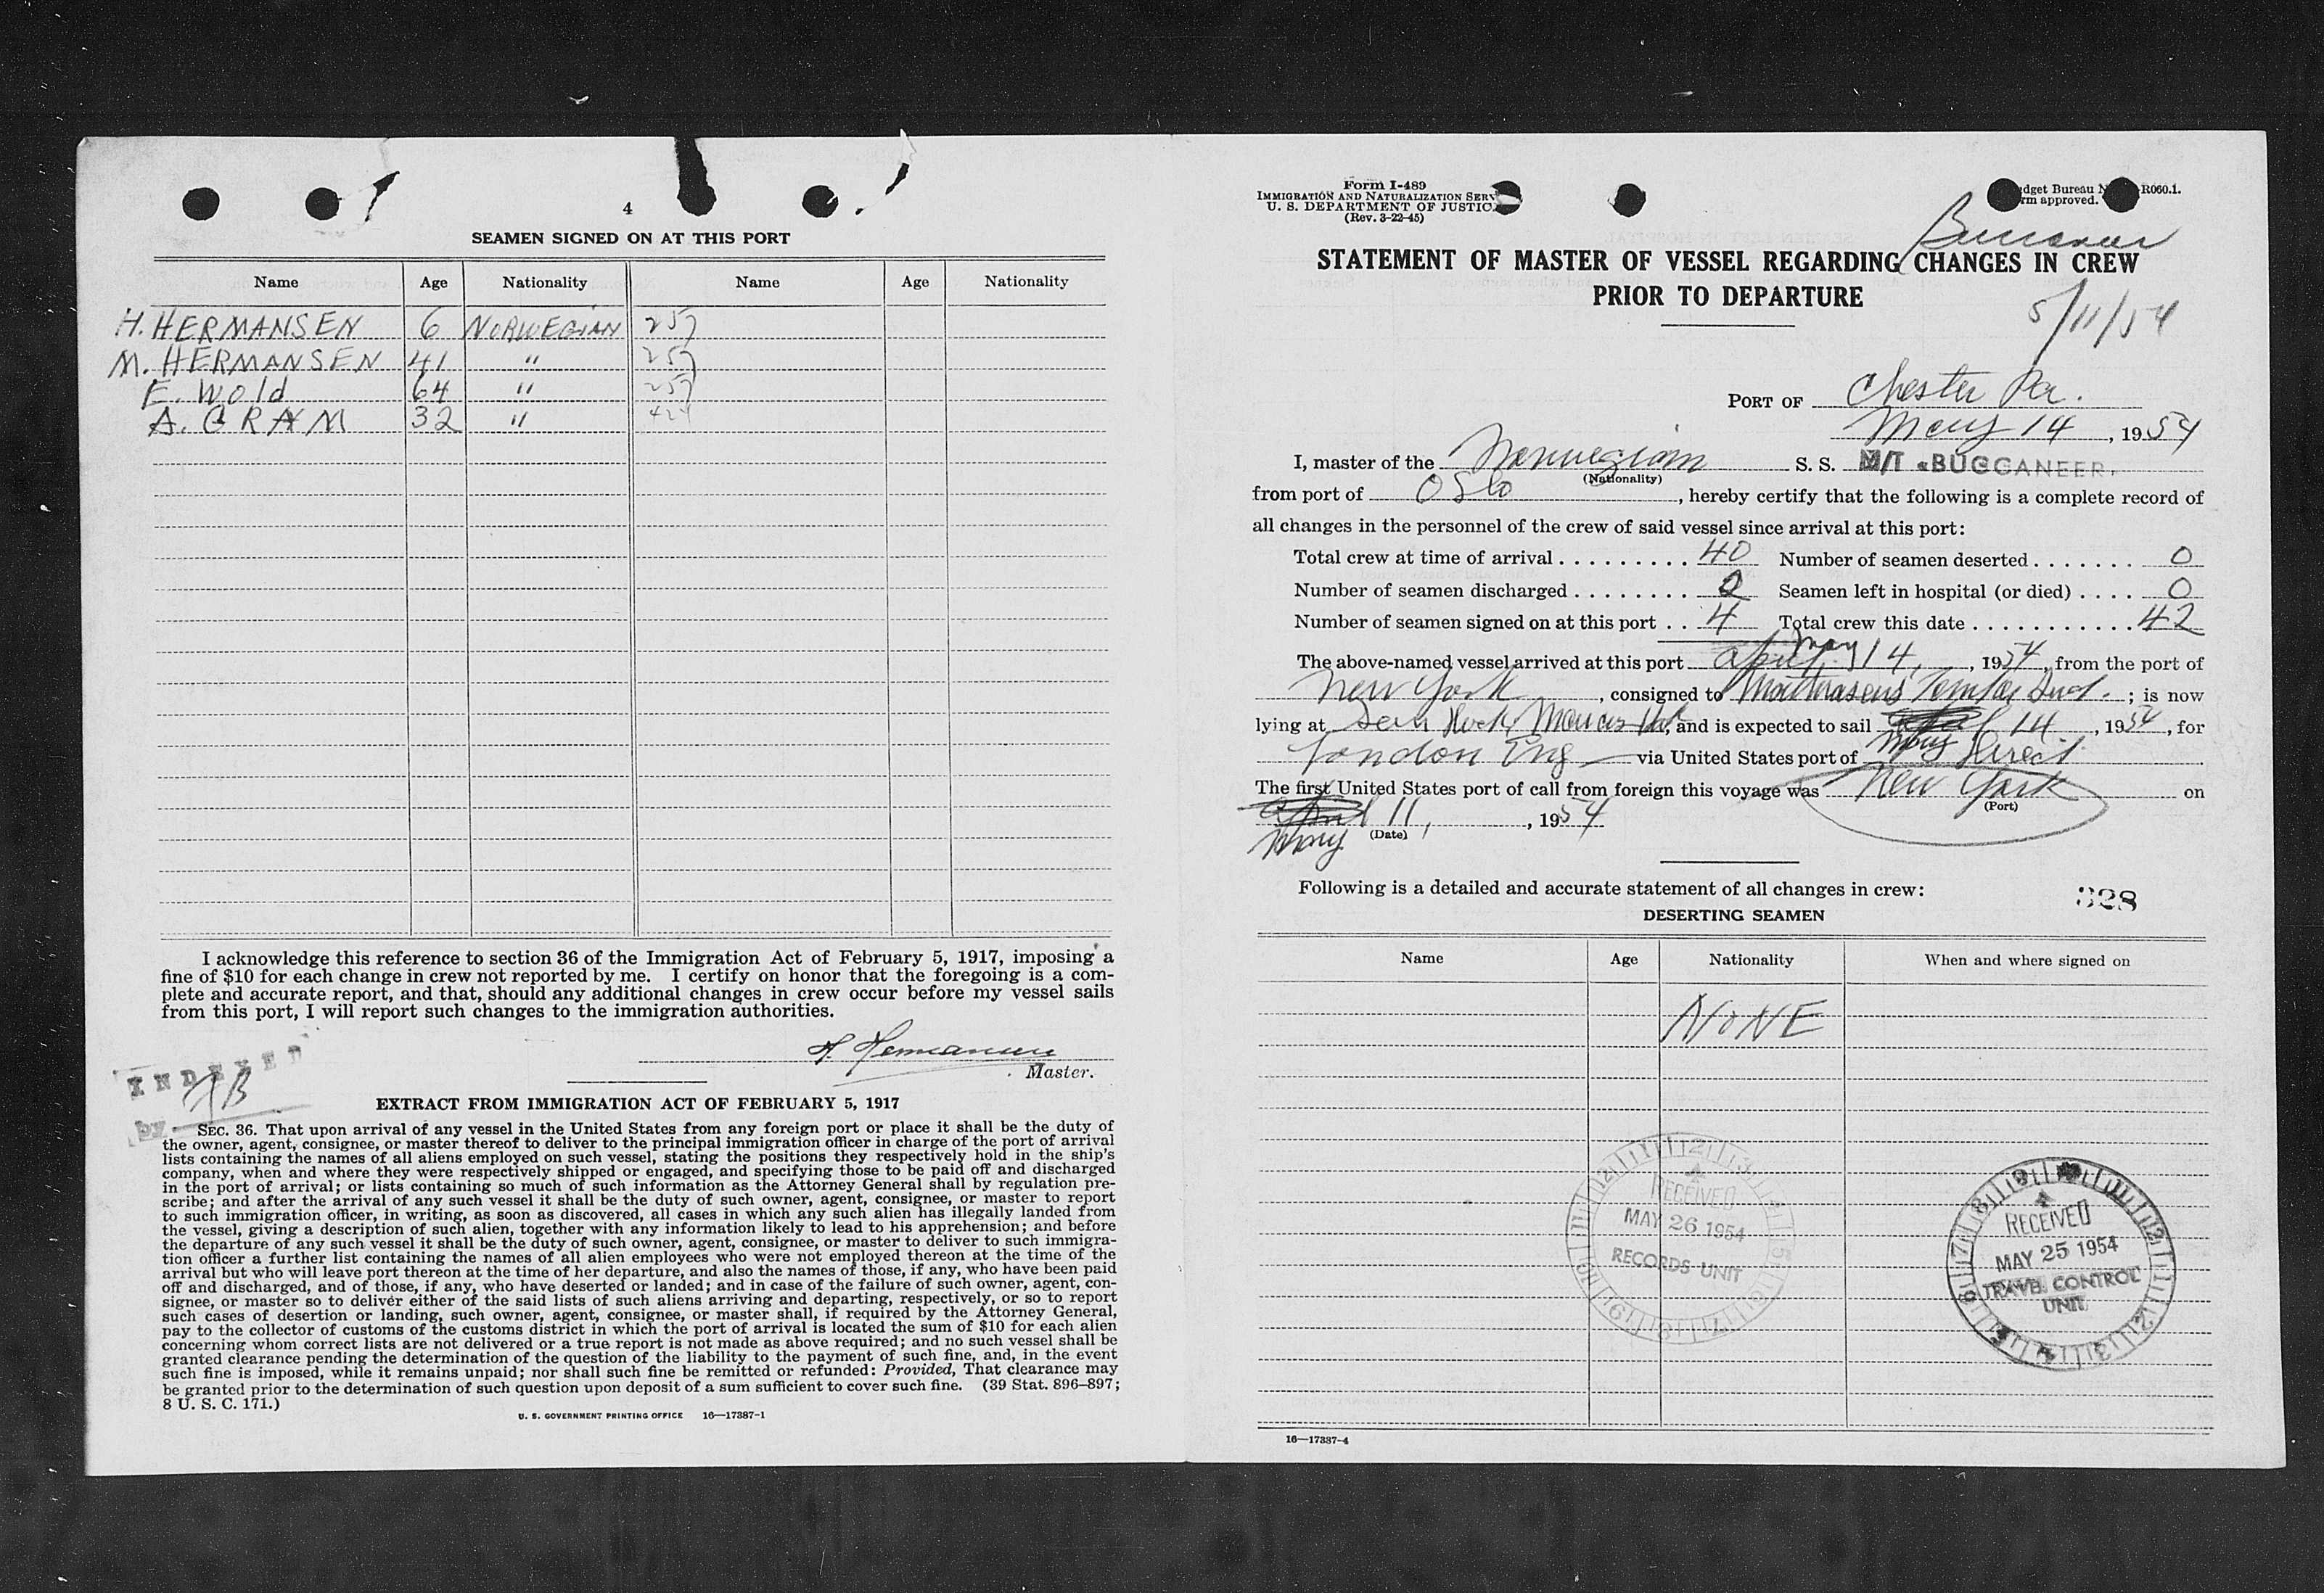 4
SEAMEN SIGNED ON AT THIS PORT
Name Age Nationality Name Age Nationality
H. HERMANSEN 6 NORWEGIAN 257
M. HERMANSEN 41 " 257
E. Wold 64 " 257
A. GRAM 32 "
I acknowledge this reference to section 36 of the Immigration Act of February 5, 1917, imposing a
fine of $10 for each change in crew not reported by me. I certify on honor that the foregoing is a com-
plete and accurate report, and that, should any additional changes in crew occur before my vessel sails
from this port, I will report such changes to the immigration authorities.
H. Hermansen
Master.
INDEXED
by
EXTRACT FROM IMMIGRATION ACT OF FEBRUARY 5, 1917
SEC. 36. That upon arrival of any vessel in the United States from any foreign port or place it shall be the duty of
the owner, agent, consignee, or master thereof to deliver to the principal immigration officer in charge of the port of arrival
lists containing the names of all aliens employed on such vessel, stating the positions they respectively hold in the ship's
company, when and where they were respectively shipped or engaged, and specifying those to be paid off and discharged
in the port of arrival; or lists containing so much of such information as the Attorney General shall by regulation pre-
scribe; and after the arrival of any such vessel it shall be the duty of such owner, agent, consignee, or master to report
to such immigration officer, in writing, as soon as discovered, all cases in which any such alien has illegally landed from
the vessel, giving a description of such alien, together with any information likely to lead to his apprehension; and before
the departure of any such vessel it shall be the duty of such owner, agent, consignee, or master to deliver to such immigra-
tion officer a further list containing the names of all alien employees who were not employed thereon at the time of the
arrival but who will leave port thereon at the time of her departure, and also the names of those, if any, who have been paid
off and discharged, and of those, if any, who have deserted or landed; and in case of the failure of such owner, agent, con-
signee, or master so to deliver either of the said lists of such aliens arriving and departing, respectively, or so to report
such cases of desertion or landing, such owner, agent, consignee, or master shall, if required by the Attorney General,
pay to the collector of customs of the customs district in which the port of arrival is located the sum of $10 for each alien
concerning whom correct lists are not delivered or a true report is not made as above required; and no such vessel shall be
granted clearance pending the determination of the question of the liability to the payment of such fine, and, in the event
such fine is imposed, while it remains unpaid; nor shall such fine be remitted or refunded: Provided, That clearance may
be granted prior to the determination of such question upon deposit of a sum sufficient to cover such fine. (39 Stat. 896–897;
8 U. S. C. 171.)
U. S. GOVERNMENT PRINTING OFFICE 16—17387-1
Form I-489
IMMIGRATION AND NATURALIZATION SERV
U. S. DEPARTMENT OF JUSTIC
(Rev. 3-22-45)
dget Bureau N R060.1.
rm approved.
Buccaneer
STATEMENT OF MASTER OF VESSEL REGARDING CHANGES IN CREW
PRIOR TO DEPARTURE
5/11/54
PORT OF Chester Pa.
May 14, 1954
I, master of the Norwegian S. S. M/T «BUCCANEER»
(Nationality)
from port of Oslo, hereby certify that the following is a complete record of
all changes in the personnel of the crew of said vessel since arrival at this port:
Total crew at time of arrival 40 Number of seamen deserted 0
Number of seamen discharged 2 Seamen left in hospital (or died) 0
Number of seamen signed on at this port 4 Total crew this date 42
The above-named vessel arrived at this port April May 14, 1954, from the port of
New York, consigned to ; is now
lying at Sun Dock, Marcus Hook, and is expected to sail April May 14, 1954, for
London Eng via United States port of Direct
The first United States port of call from foreign this voyage was New York on
(Port)
April May 11, 1954
(Date)
Following is a detailed and accurate statement of all changes in crew:
328
DESERTING SEAMEN
Name Age Nationality When and where signed on
NONE
RECEIVED
MAY 26 1954
RECORDS UNIT
RECEIVED
MAY 25 1954
TRAVEL CONTROL
UNIT
16—17387-4